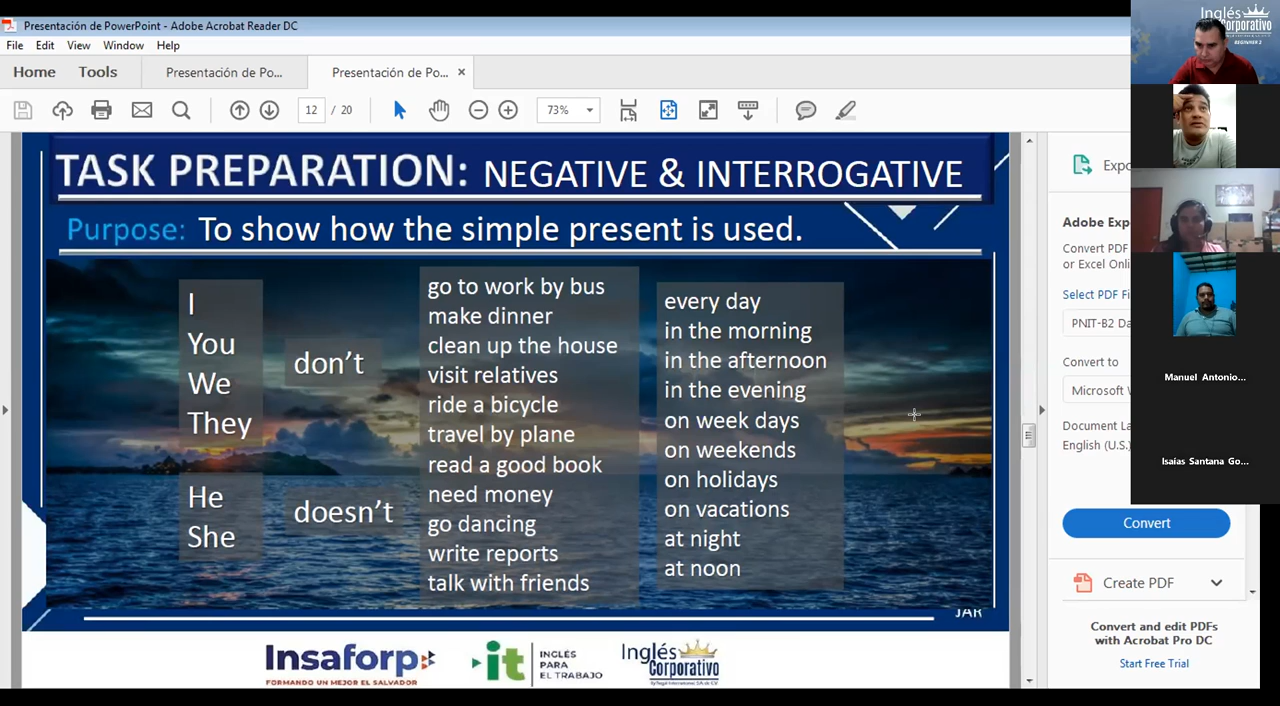 Presentación de PowerPoint - Adobe Acrobat Reader DC
File Edit View Window Help
Home Tools Presentación de Po... Presentación de Po... ×
12 / 20 73%
TASK PREPARATION: NEGATIVE & INTERROGATIVE
Purpose: To show how the simple present is used.
I
You
We
They
don't
He
She
doesn't
go to work by bus
make dinner
clean up the house
visit relatives
ride a bicycle
travel by plane
read a good book
need money
go dancing
write reports
talk with friends
every day
in the morning
in the afternoon
in the evening
on week days
on weekends
on holidays
on vacations
at night
at noon
JAR
Insaforp
FORMANDO UN MEJOR EL SALVADOR
it
INGLÉS
PARA
EL TRABAJO
Inglés
Corporativo
Expo
Adobe Exp
Convert PDF
or Excel Onli
Select PDF Fi
PNIT-B2 Da
Convert to
Microsoft W
Document La
English (U.S.)
Convert
Create PDF
Convert and edit PDFs
with Acrobat Pro DC
Start Free Trial
Inglés
Corporativo
BEGINNER 2
Manuel Antonio...
Isaías Santana Go...